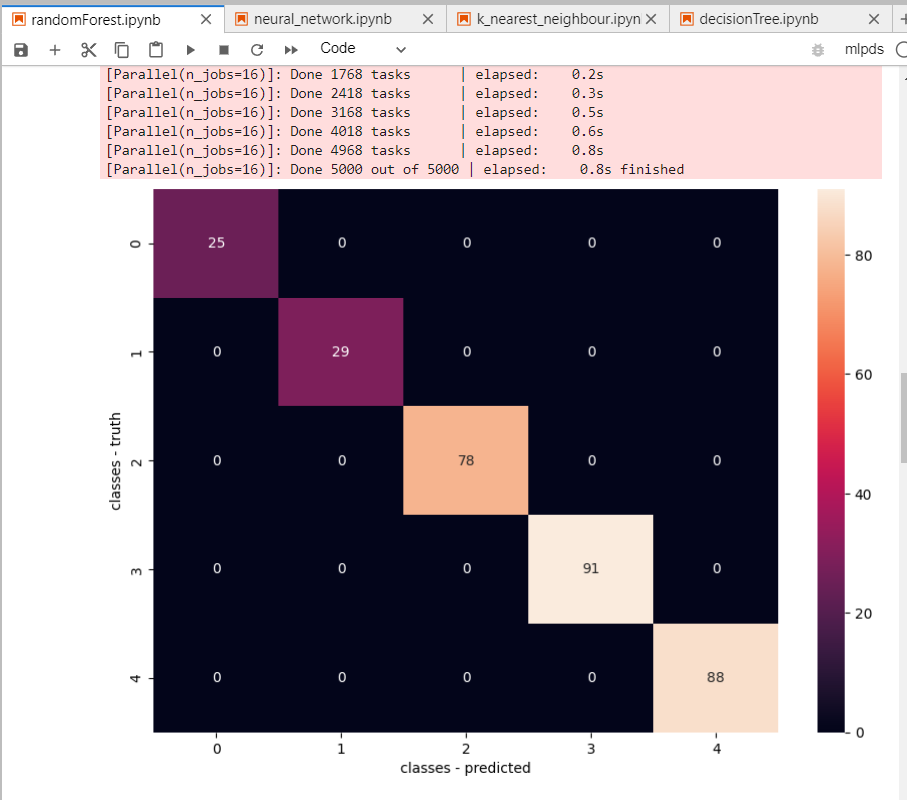 randomForest.ipynb neural_network.ipynb k_nearest_neighbour.ipyn decisionTree.ipynb
Code mlpds
[Parallel(n_jobs=16)]: Done 1768 tasks | elapsed: 0.2s
[Parallel(n_jobs=16)]: Done 2418 tasks | elapsed: 0.3s
[Parallel(n_jobs=16)]: Done 3168 tasks | elapsed: 0.5s
[Parallel(n_jobs=16)]: Done 4018 tasks | elapsed: 0.6s
[Parallel(n_jobs=16)]: Done 4968 tasks | elapsed: 0.8s
[Parallel(n_jobs=16)]: Done 5000 out of 5000 | elapsed: 0.8s finished
0 25 0 0 0 0
1 0 29 0 0 0
2 0 0 78 0 0
3 0 0 0 91 0
4 0 0 0 0 88
classes - truth
0 1 2 3 4
classes - predicted
80
60
40
20
0